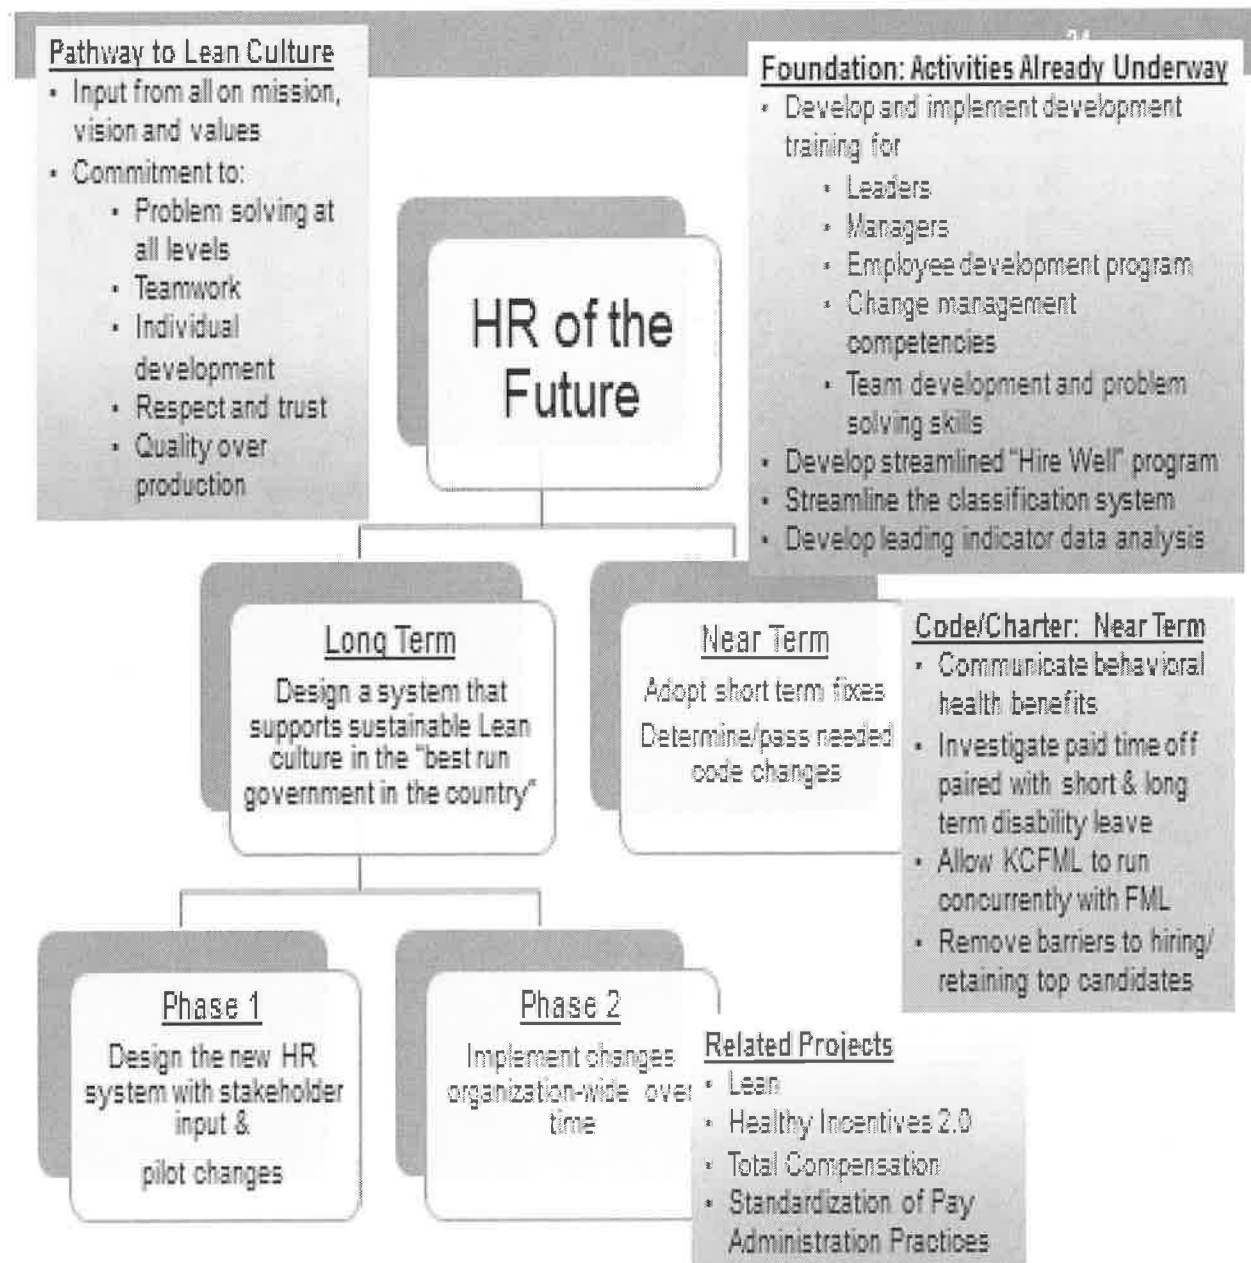 Pathway to Lean Culture
• Input from all on mission,
vision and values
• Commitment to:
• Problem solving at
all levels
• Teamwork
• Individual
development
• Respect and trust
• Quality over
production
Foundation: Activities Already Underway
• Develop and implement development
training for
• Leaders
• Managers
• Employee development program
• Change management
competencies
• Team development and problem
solving skills
• Develop streamlined "Hire Well" program
• Streamline the classification system
• Develop leading indicator data analysis
HR of the
Future
Long Term
Design a system that
supports sustainable Lean
culture in the "best run
government in the country"
Near Term
Adopt short term fixes
Determine/pass needed
code changes
Code/Charter: Near Term
• Communicate behavioral
health benefits
• Investigate paid time off
paired with short & long
term disability leave
• Allow KCFML to run
concurrently with FML
• Remove barriers to hiring/
retaining top candidates
Phase 1
Design the new HR
system with stakeholder
input &
pilot changes
Phase 2
Implement changes
organization-wide over
time
Related Projects
• Lean
• Healthy Incentives 2.0
• Total Compensation
• Standardization of Pay
Administration Practices